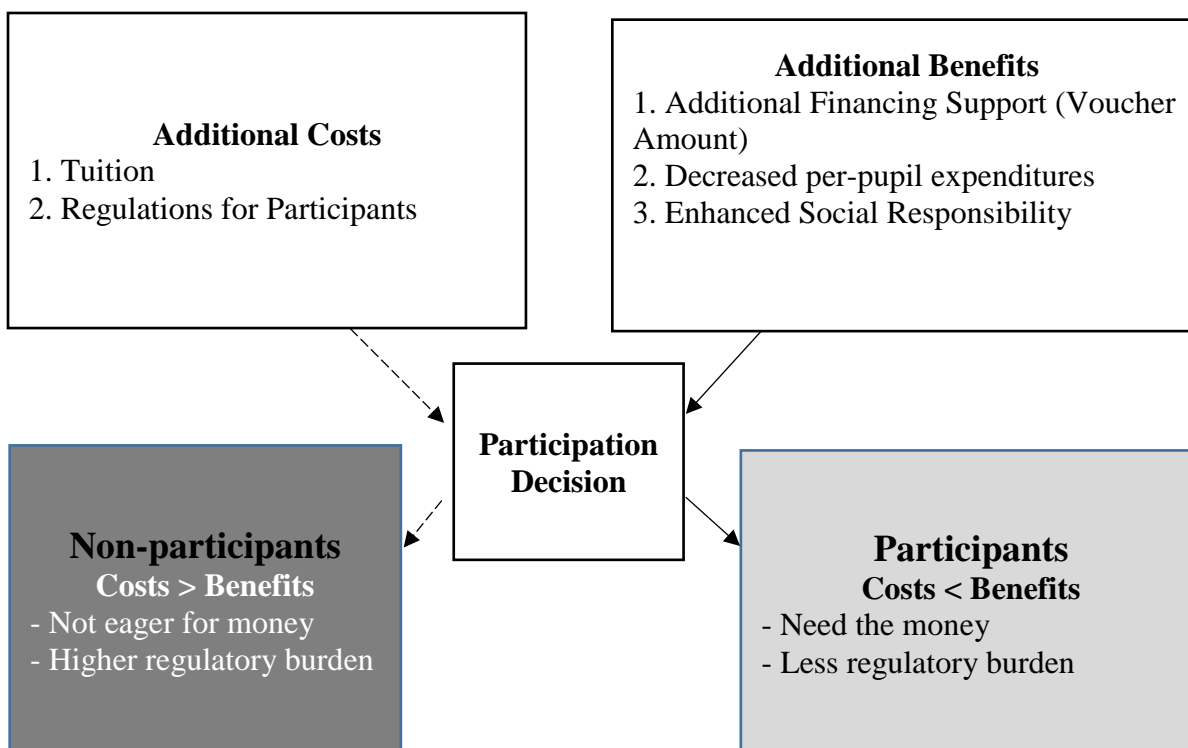 Additional Costs
1. Tuition
2. Regulations for Participants
Additional Benefits
1. Additional Financing Support (Voucher
Amount)
2. Decreased per-pupil expenditures
3. Enhanced Social Responsibility
Participation
Decision
Non-participants
Costs > Benefits
- Not eager for money
- Higher regulatory burden
Participants
Costs < Benefits
- Need the money
- Less regulatory burden